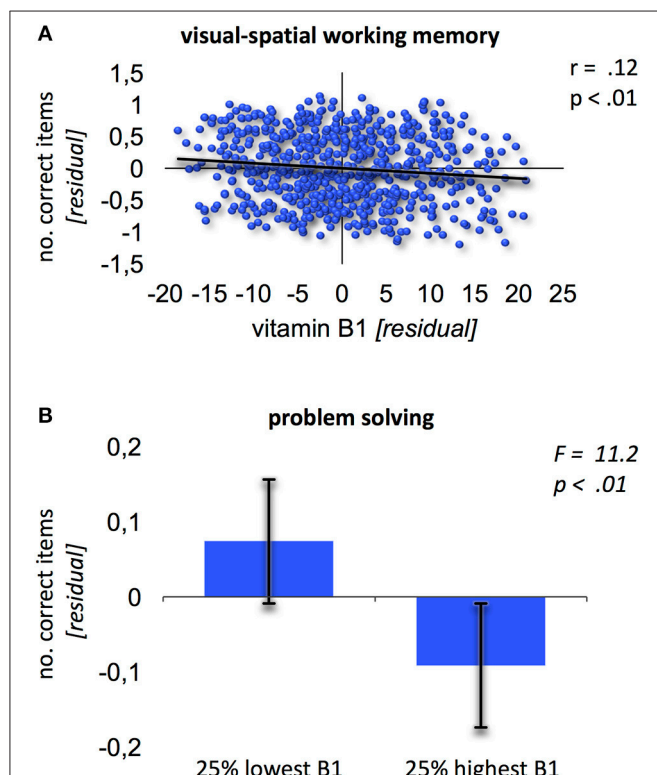 A
visual-spatial working memory
r = .12
p < .01
no. correct items
[residual]
1,5
1
0,5
0
-0,5
-1
-1,5
-20 -15 -10 -5 0 5 10 15 20 25
vitamin B1 [residual]
B
problem solving
F = 11.2
p < .01
no. correct items
[residual]
0,2
0,1
0
-0,1
-0,2
25% lowest B1 25% highest B1